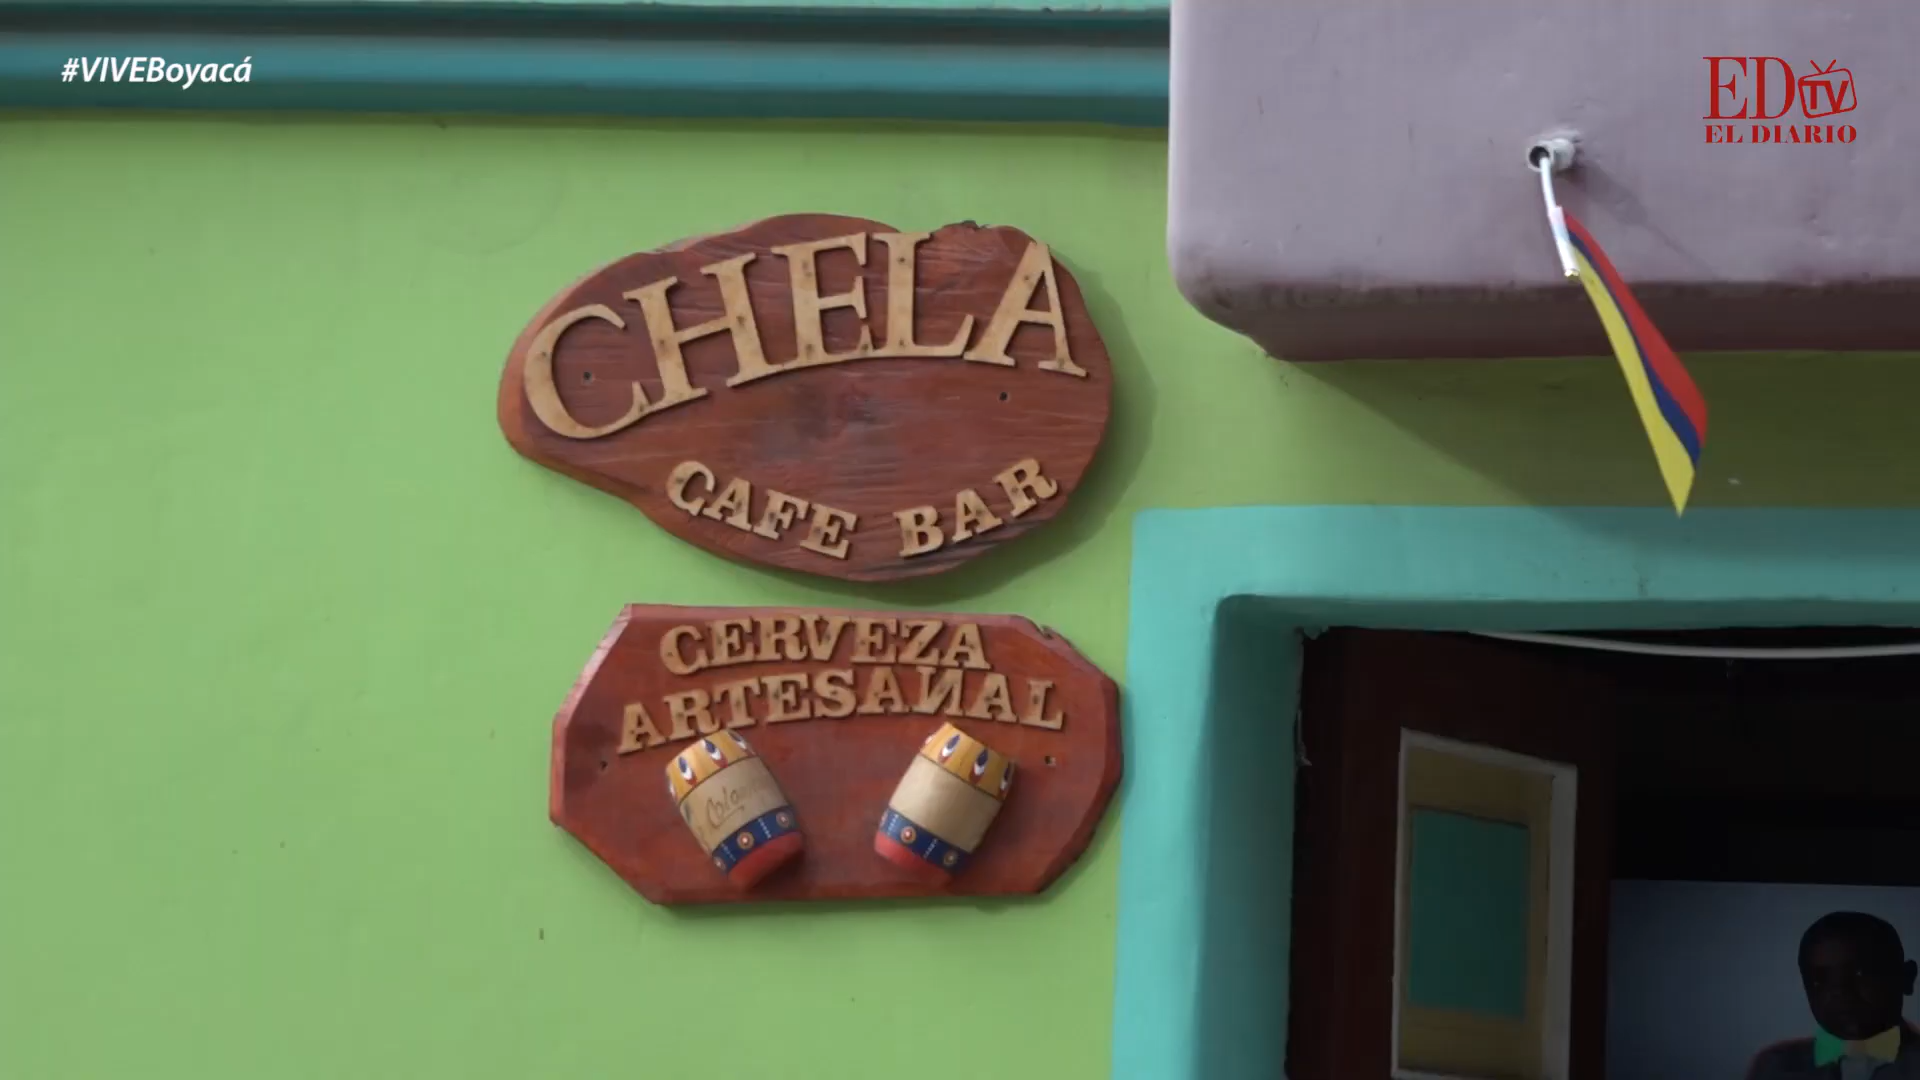 #VIVEBoyacá
ED TV
EL DIARIO
CHELA
CAFE BAR
CERVEZA
ARTESANAL